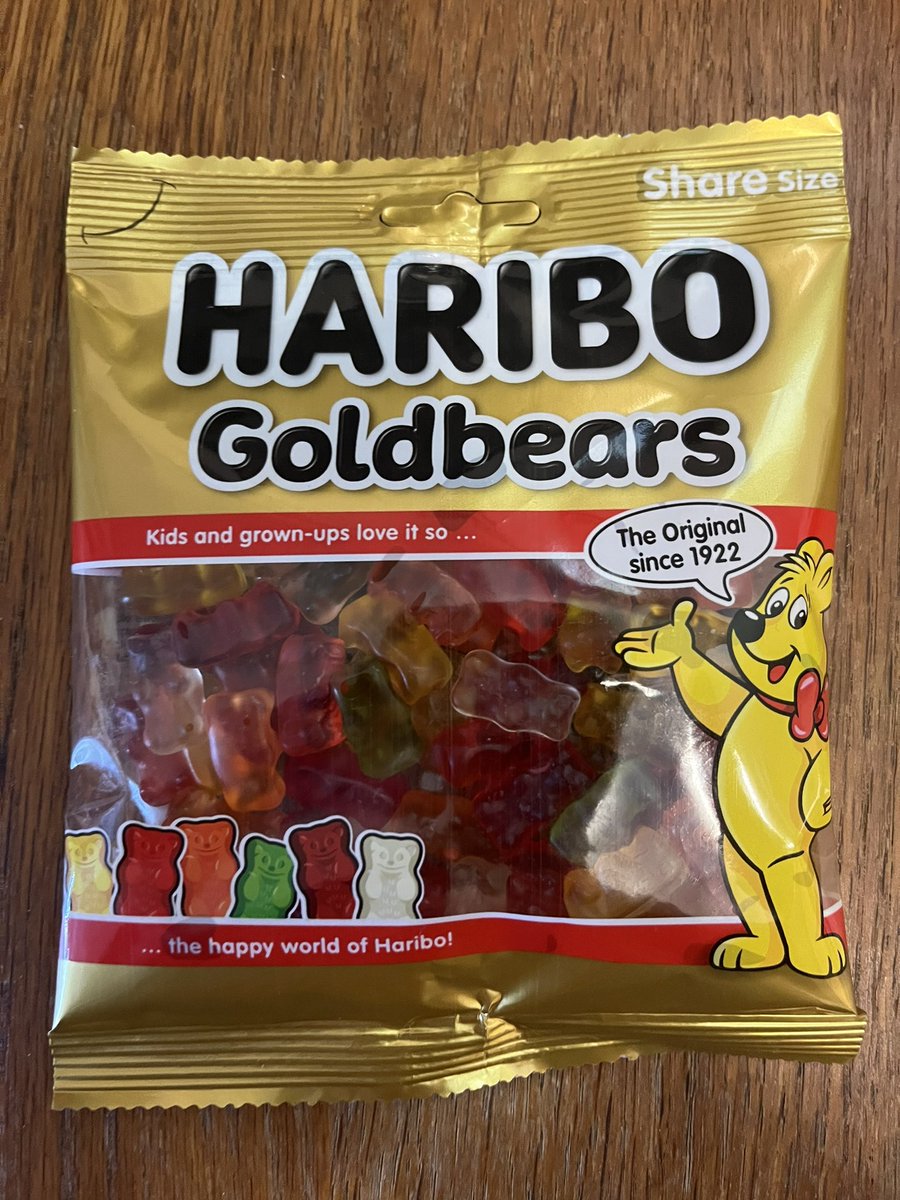 Share Size
HARIBO
Goldbears
Kids and grown-ups love it so ...
The Original
since 1922
... the happy world of Haribo!